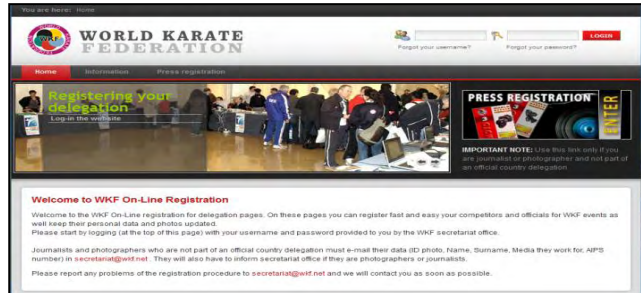 You are here: Home
WORLD KARATE
FEDERATION
LOGIN
Forgot your username?
Forgot your password?
Home
Information
Press registration
Registering your
delegation
Log-in the website
PRESS REGISTRATION
ENTER
IMPORTANT NOTE: Use this link only if you
are journalist or photographer and not part of
an official country delegation
Welcome to WKF On-Line Registration
Welcome to the WKF On-Line registration for delegation pages. On these pages you can register fast and easy your competitors and officials for WKF events as
well keep their personal data and photos updated.
Please start by logging (at the top of this page) with your username and password provided to you by the WKF secretariat office.
Journalists and photographers who are not part of an official country delegation must e-mail their data (ID photo, Name, Surname, Media they work for, AIPS
number) in secretariat@wkf.net . They will also have to inform secretariat office if they are photographers or journalists.
Please report any problems of the registration procedure to secretariat@wkf.net and we will contact you as soon as possible.